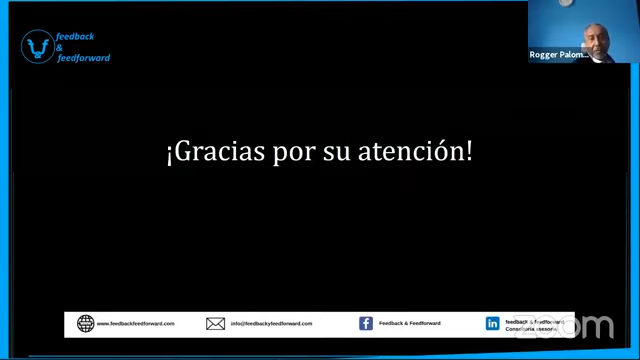 feedback
&
feedforward
Rogger Palom...
¡Gracias por su atención!
www.feedbackfeedforward.com
info@feedbackyfeedforward.com
Feedback & Feedforward
feedback & feedforward
Consultoría asesoría
zoom